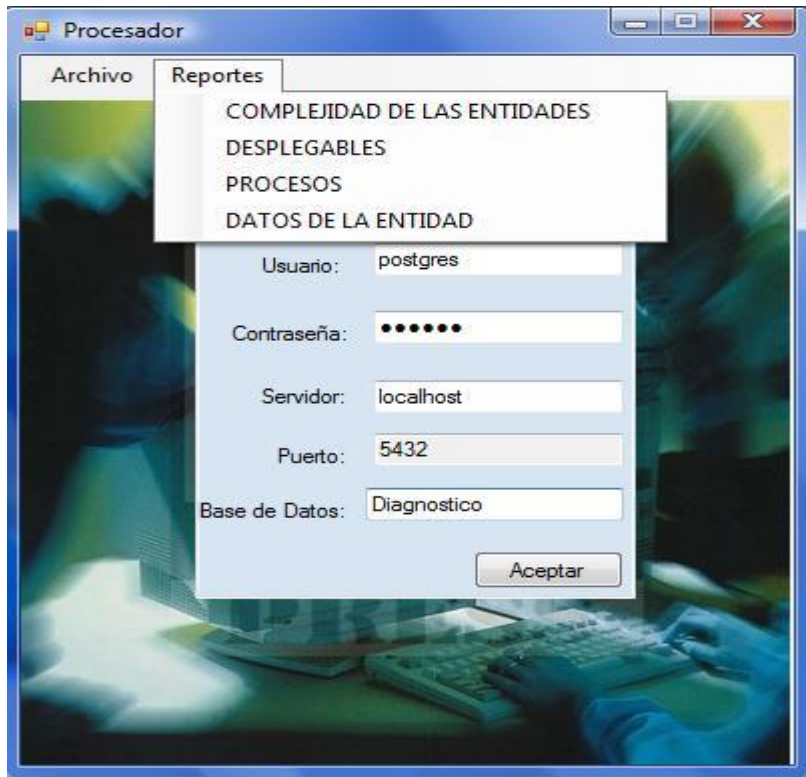 Procesador
Archivo Reportes
COMPLEJIDAD DE LAS ENTIDADES
DESPLEGABLES
PROCESOS
DATOS DE LA ENTIDAD
Usuario: postgres
Contraseña: ●●●●●●
Servidor: localhost
Puerto: 5432
Base de Datos: Diagnostico
Aceptar